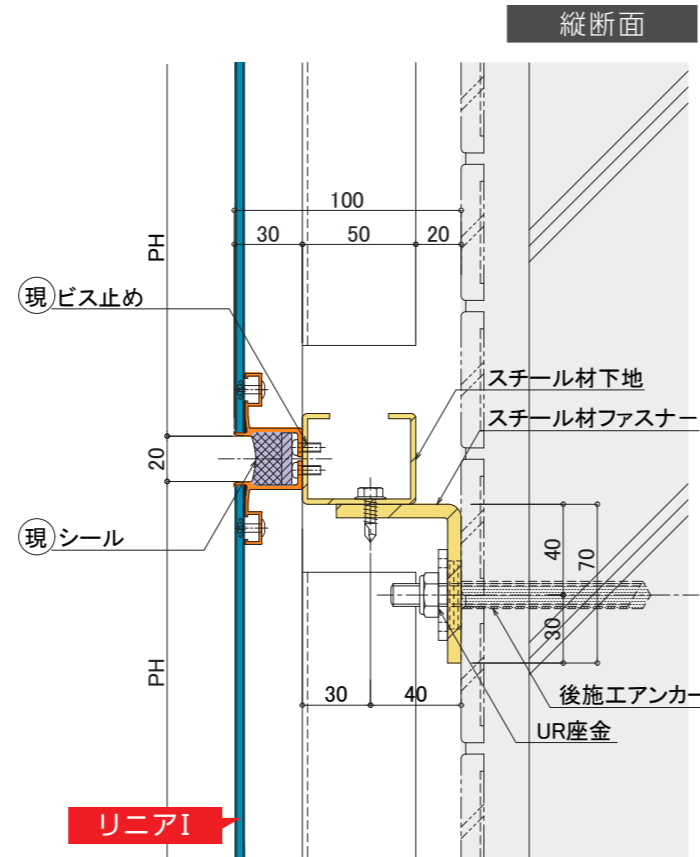 縦断面
100
30 50 20
PH
現 ビス止め
スチール材下地
スチール材ファスナー
20
現 シール
40
70
30
PH
30 40
後施工アンカー
UR座金
リニアI